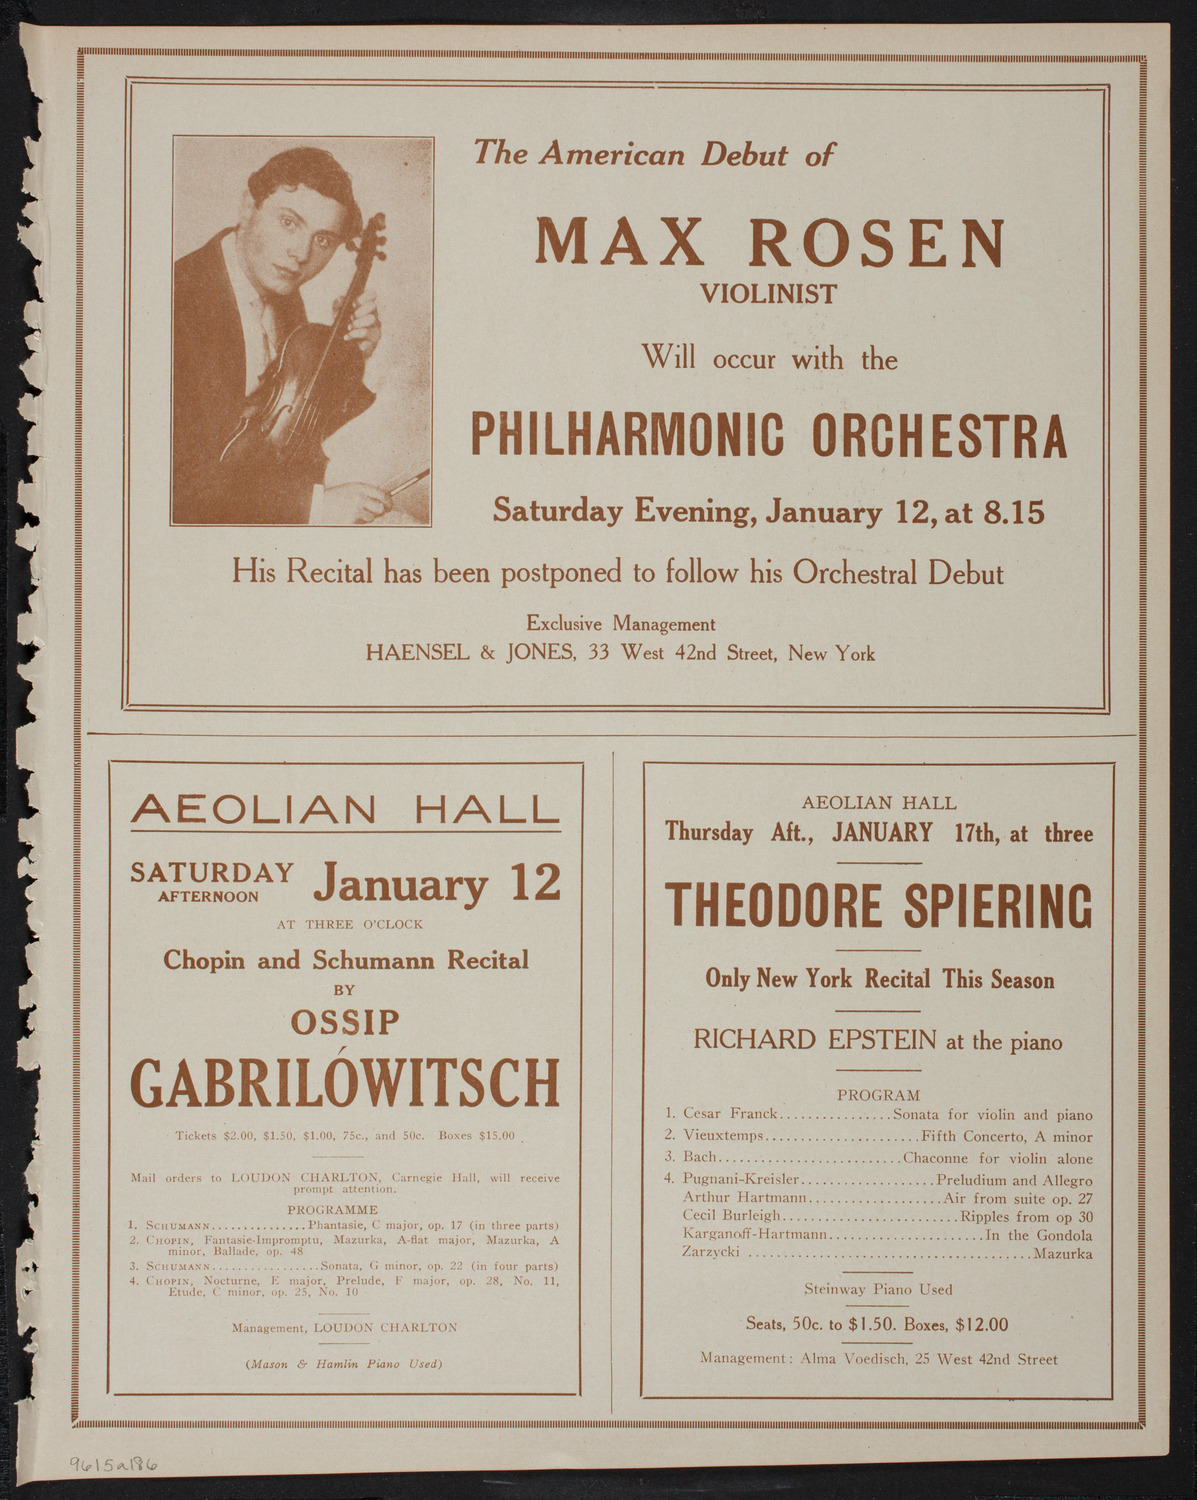 The American Debut of
MAX ROSEN
VIOLINIST
Will occur with the
PHILHARMONIC ORCHESTRA
Saturday Evening, January 12, at 8.15
His Recital has been postponed to follow his Orchestral Debut
Exclusive Management
HAENSEL & JONES, 33 West 42nd Street, New York
AEOLIAN HALL
SATURDAY AFTERNOON January 12
AT THREE O'CLOCK
Chopin and Schumann Recital
BY
OSSIP
GABRILÓWITSCH
Tickets $2.00, $1.50, $1.00, 75c., and 50c. Boxes $15.00
Mail orders to LOUDON CHARLTON, Carnegie Hall, will receive
prompt attention.
PROGRAMME
1. SCHUMANN...............Phantasie, C major, op. 17 (in three parts)
2. CHOPIN, Fantasie-Impromptu, Mazurka, A-flat major, Mazurka, A
minor, Ballade, op. 48
3. SCHUMANN................Sonata, G minor, op. 22 (in four parts)
4. CHOPIN, Nocturne, E major, Prelude, F major, op. 28, No. 11,
Etude, C minor, op. 25, No. 10
Management, LOUDON CHARLTON
(Mason & Hamlin Piano Used)
AEOLIAN HALL
Thursday Aft., JANUARY 17th, at three
THEODORE SPIERING
Only New York Recital This Season
RICHARD EPSTEIN at the piano
PROGRAM
1. Cesar Franck................Sonata for violin and piano
2. Vieuxtemps......................Fifth Concerto, A minor
3. Bach..........................Chaconne for violin alone
4. Pugnani-Kreisler...................Preludium and Allegro
Arthur Hartmann...................Air from suite op. 27
Cecil Burleigh.........................Ripples from op 30
Karganoff-Hartmann......................In the Gondola
Zarzycki ........................................Mazurka
Steinway Piano Used
Seats, 50c. to $1.50. Boxes, $12.00
Management: Alma Voedisch, 25 West 42nd Street
9615a186